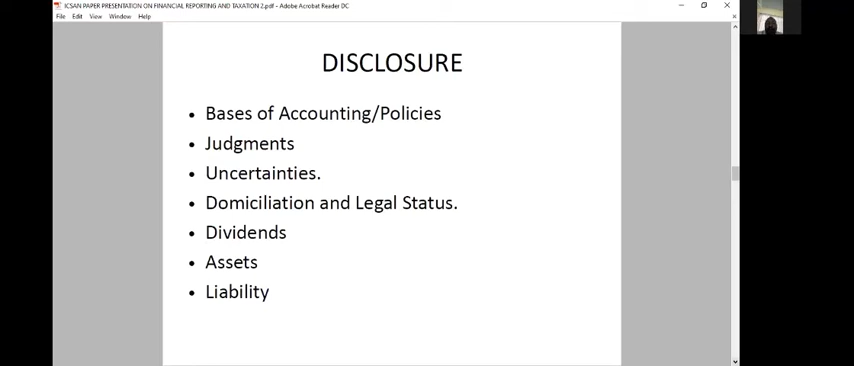 ICSAN PAPER PRESENTATION ON FINANCIAL REPORTING AND TAXATION 2.pdf - Adobe Acrobat Reader DC
File Edit View Window Help
DISCLOSURE
• Bases of Accounting/Policies
• Judgments
• Uncertainties.
• Domiciliation and Legal Status.
• Dividends
• Assets
• Liability